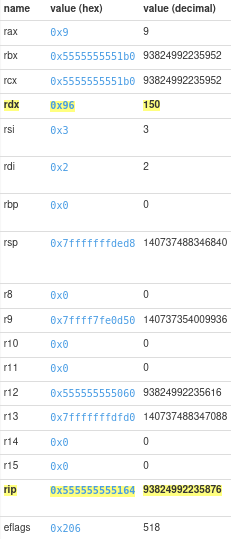 name value (hex) value (decimal)
rax 0x9 9
rbx 0x5555555551b0 93824992235952
rcx 0x5555555551b0 93824992235952
rdx 0x96 150
rsi 0x3 3
rdi 0x2 2
rbp 0x0 0
rsp 0x7fffffffded8 140737488346840
r8 0x0 0
r9 0x7ffff7fe0d50 140737354009936
r10 0x0 0
r11 0x0 0
r12 0x555555555060 93824992235616
r13 0x7fffffffdfd0 140737488347088
r14 0x0 0
r15 0x0 0
rip 0x555555555164 93824992235876
eflags 0x206 518